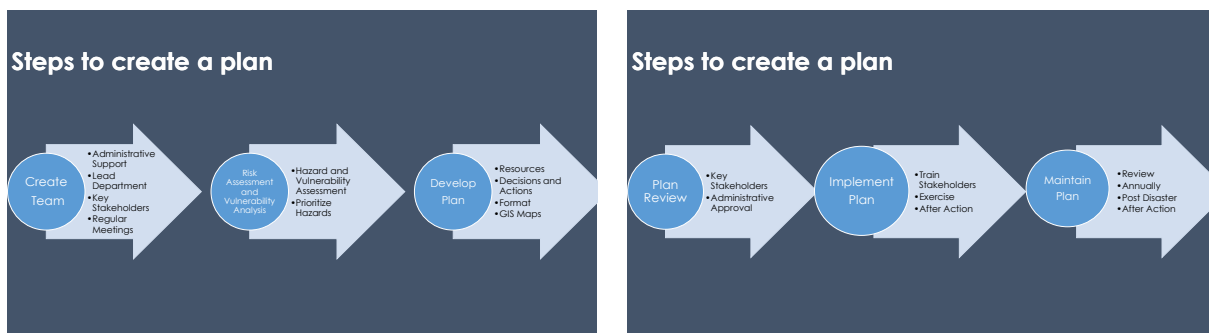 Steps to create a plan
Create
Team
•Administrative
Support
•Lead
Department
•Key
Stakeholders
•Regular
Meetings
Risk
Assessment
and
Vulnerability
Analysis
•Hazard and
Vulnerability
Assessment
•Prioritize
Hazards
Develop
Plan
•Resources
•Decisions and
Actions
•Format
•GIS Maps
Steps to create a plan
Plan
Review
•Key
Stakeholders
•Administrative
Approval
Implement
Plan
•Train
Stakeholders
•Exercise
•After Action
Maintain
Plan
•Review
•Annually
•Post Disaster
•After Action